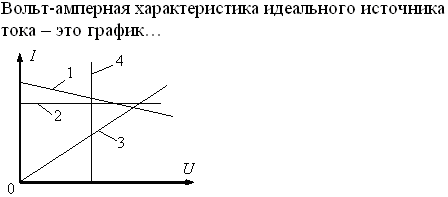 Вольт-амперная характеристика идеального источника
тока – это график…
I
1
4
2
3
0
U